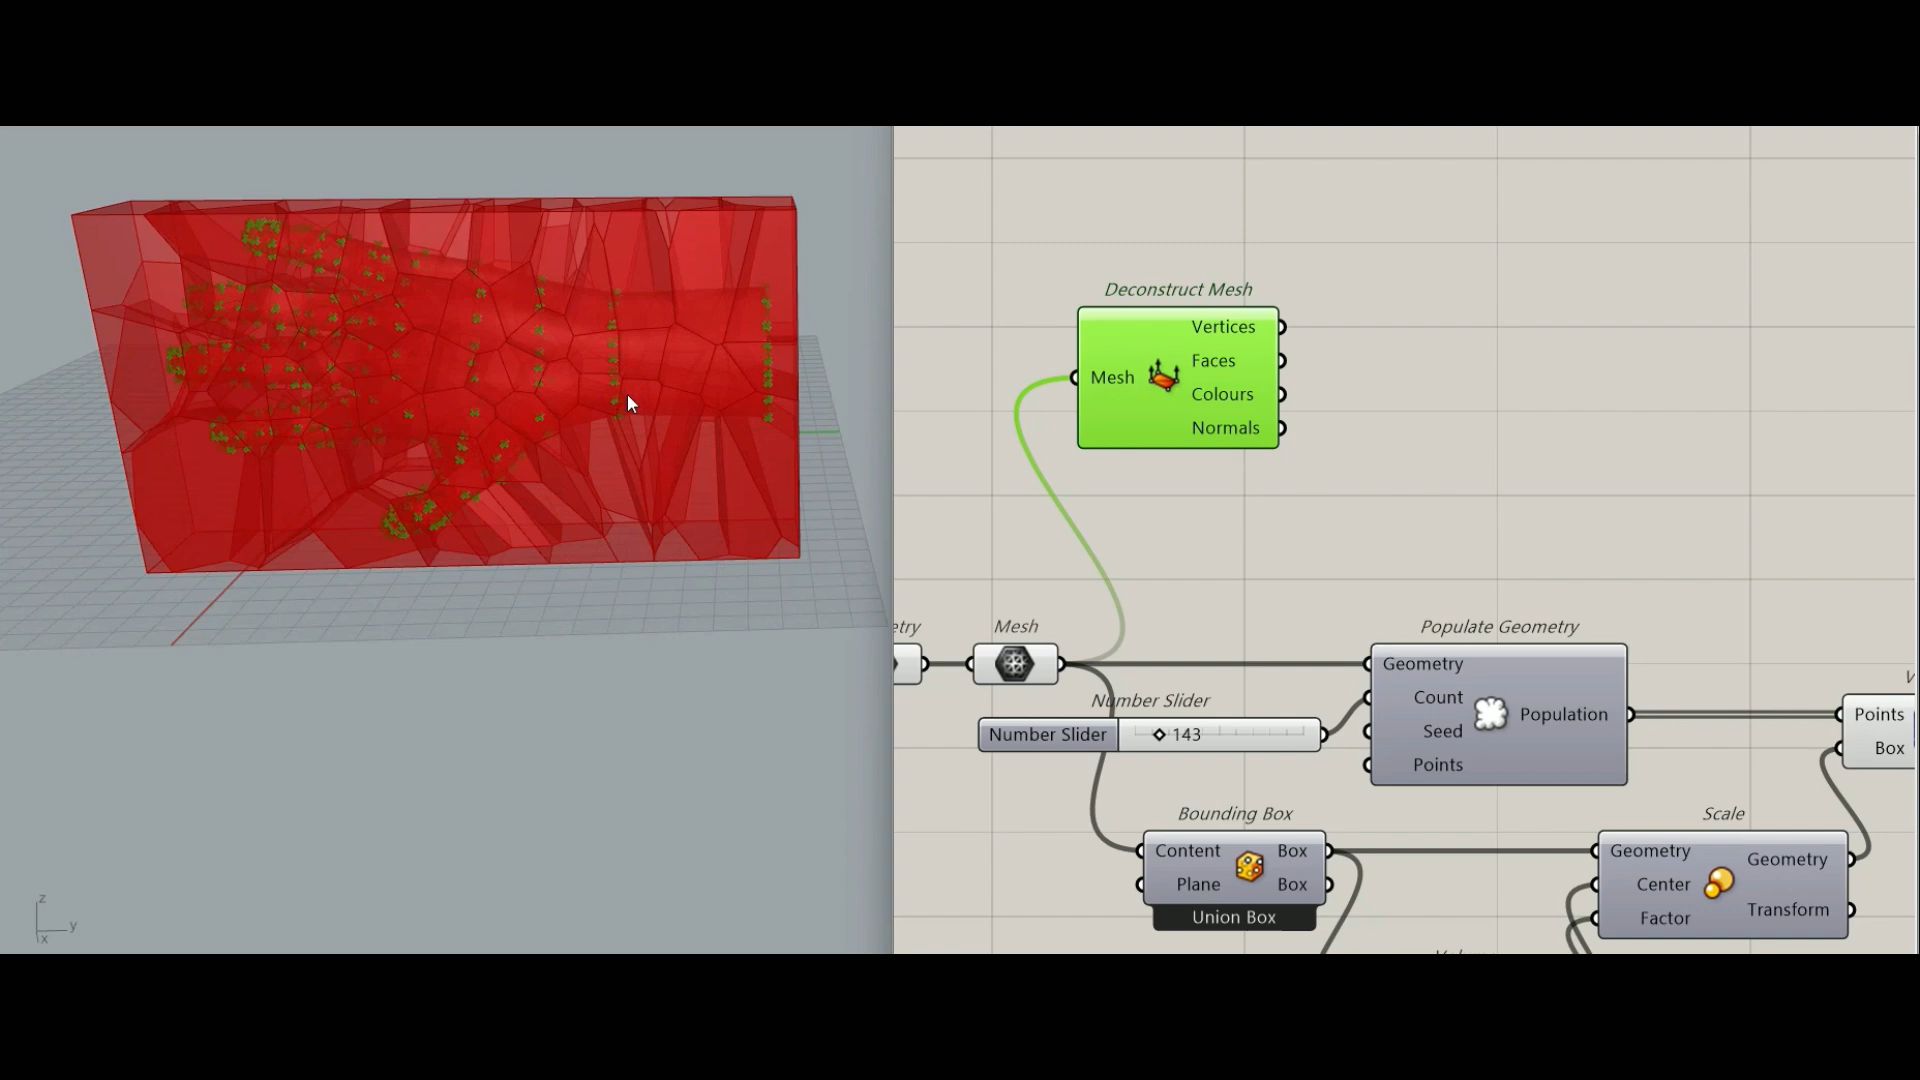 Deconstruct Mesh
Vertices
Faces
Mesh
Colours
Normals
Mesh
Populate Geometry
Geometry
Number Slider
Count
Number Slider 143
Population
Seed
Points
Points
Box
Bounding Box
Scale
Content Box
Plane Box
Union Box
Geometry
Geometry
Center
Factor
Transform
z
y
x